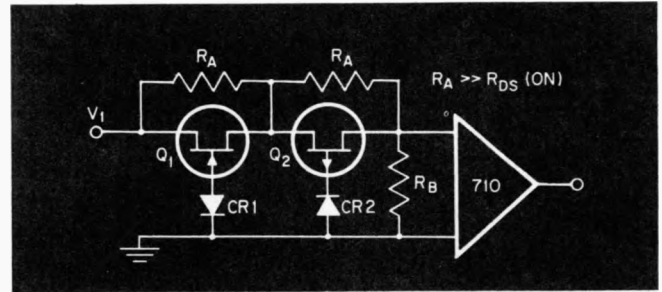 R_A
R_A
R_A >> R_DS (ON)
V_1
Q_1
Q_2
CR1
CR2
R_B
710